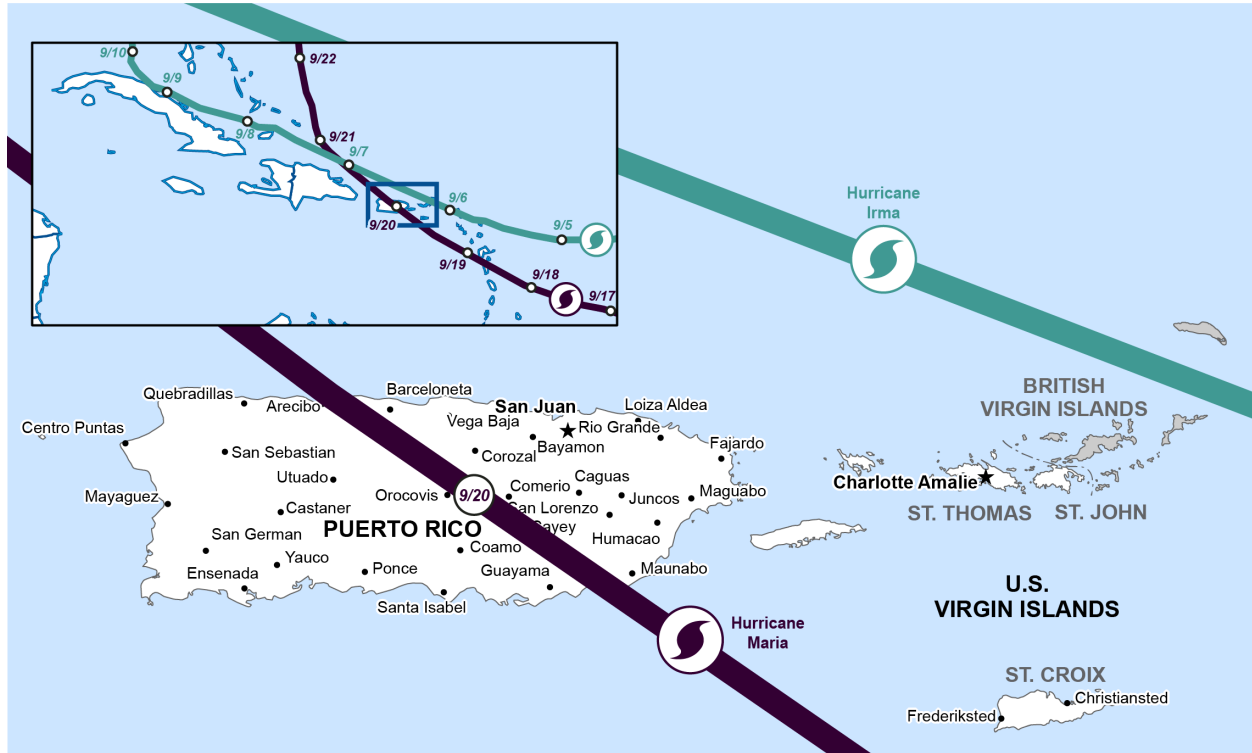 9/10
9/9
9/8
9/22
9/21
9/7
9/6
9/5
9/20
9/19
9/18
9/17
Hurricane
Irma
BRITISH
VIRGIN ISLANDS
Quebradillas
Arecibo
Barceloneta
San Juan
Loiza Aldea
Centro Puntas
Vega Baja
Rio Grande
Bayamon
Fajardo
San Sebastian
Corozal
Utuado
Caguas
Charlotte Amalie
Mayaguez
Orocovis
9/20
Comerio
Juncos
Maguabo
Castaner
San Lorenzo
ST. THOMAS
ST. JOHN
PUERTO RICO
Cayey
San German
Humacao
Coamo
Yauco
Ensenada
Ponce
Guayama
Maunabo
Santa Isabel
U.S.
VIRGIN ISLANDS
Hurricane
Maria
ST. CROIX
Christiansted
Frederiksted